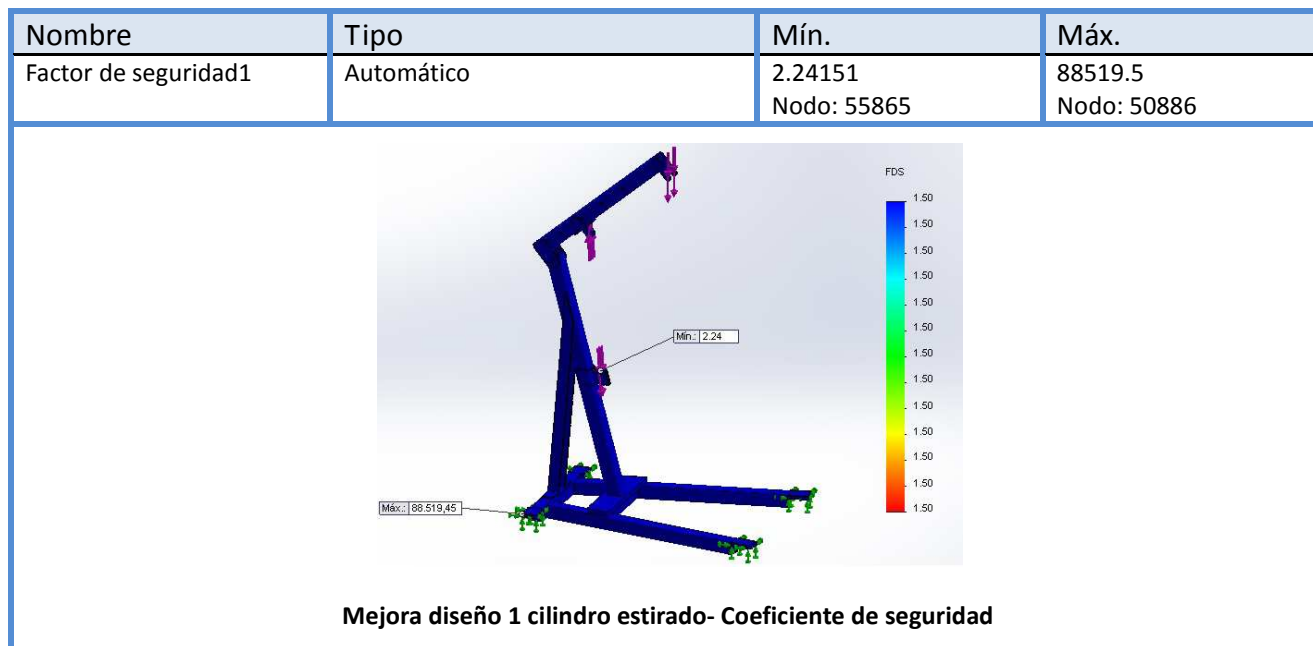 Nombre Tipo Mín. Máx.
Factor de seguridad1 Automático 2.24151 88519.5
Nodo: 55865 Nodo: 50886
FDS
1.50
1.50
1.50
1.50
1.50
1.50
1.50
1.50
1.50
1.50
1.50
1.50
1.50
Mín.: 2.24
Máx.: 88.519,45
Mejora diseño 1 cilindro estirado- Coeficiente de seguridad